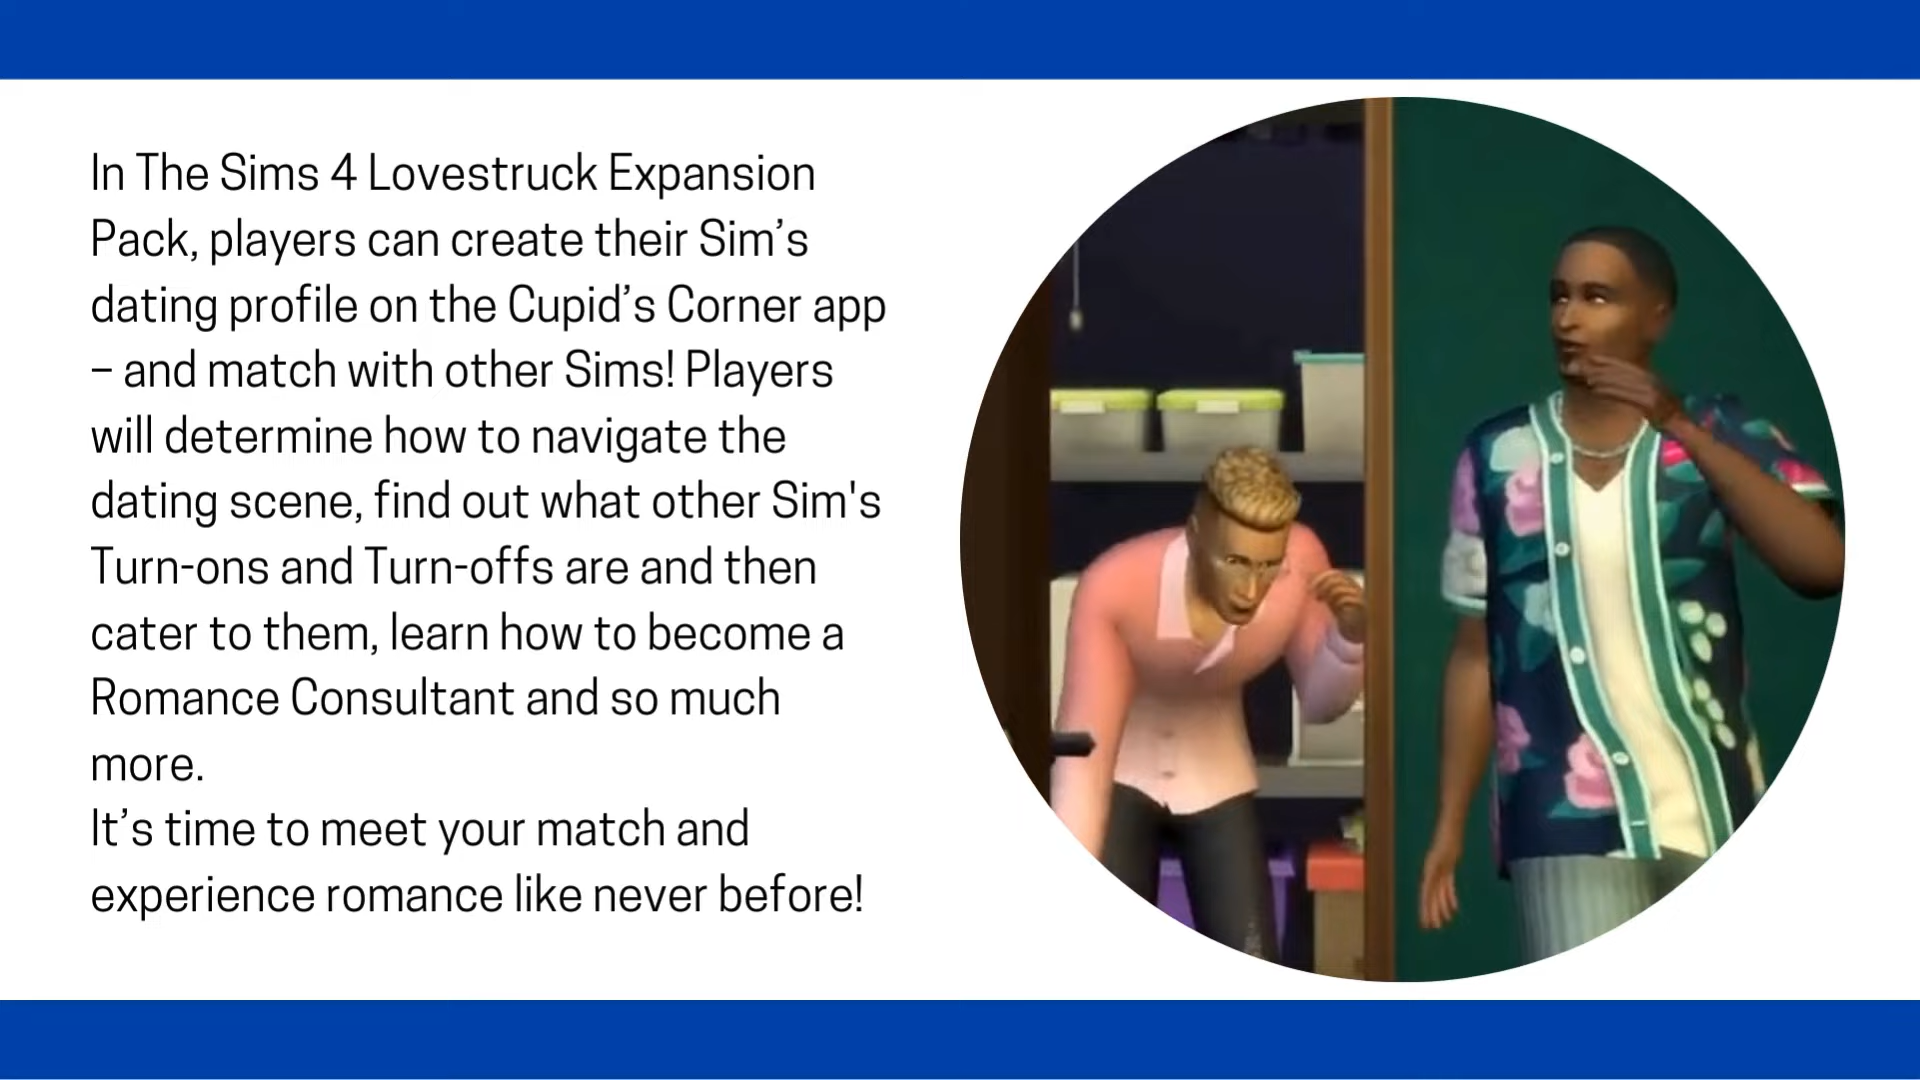 In The Sims 4 Lovestruck Expansion
Pack, players can create their Sim’s
dating profile on the Cupid’s Corner app
– and match with other Sims! Players
will determine how to navigate the
dating scene, find out what other Sim's
Turn-ons and Turn-offs are and then
cater to them, learn how to become a
Romance Consultant and so much
more.
It’s time to meet your match and
experience romance like never before!